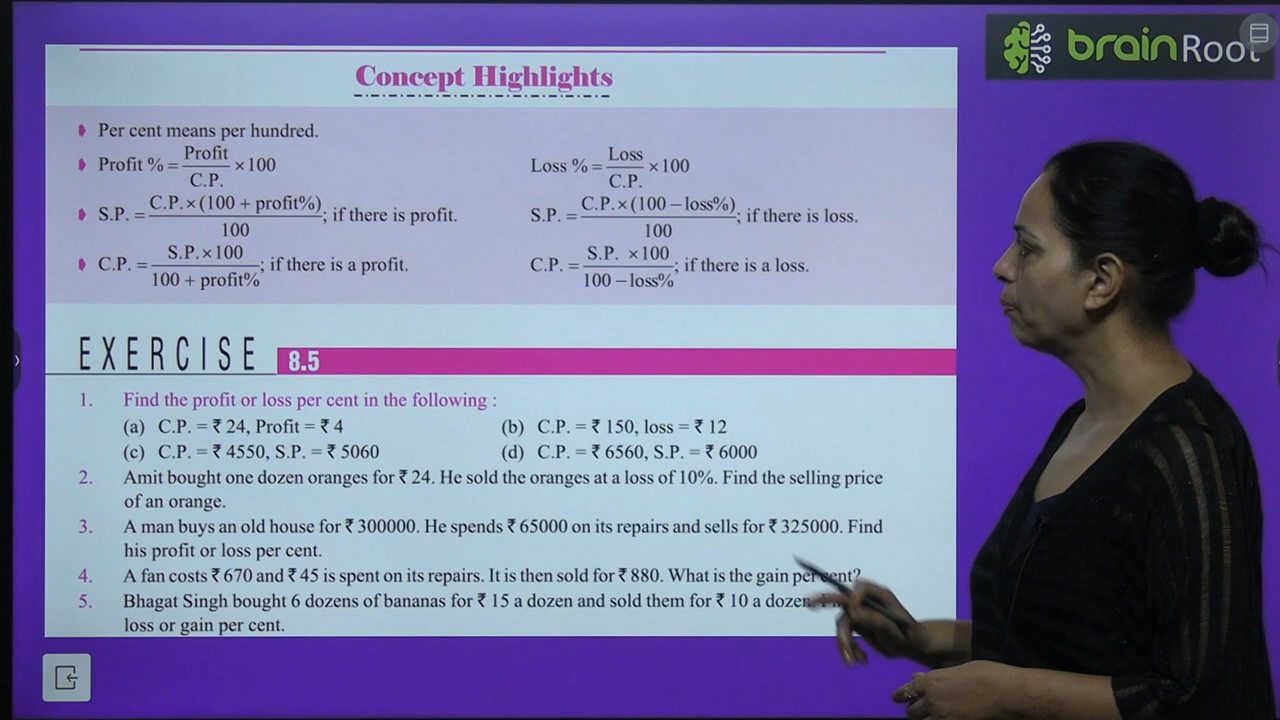 brainRoot
Concept Highlights
Per cent means per hundred.
Profit % = Profit/C.P. × 100 Loss % = Loss/C.P. × 100
S.P. = C.P. × (100 + profit%)/100; if there is profit. S.P. = C.P. × (100 – loss%)/100; if there is loss.
C.P. = S.P. × 100/100 + profit%; if there is a profit. C.P. = S.P. × 100/100 – loss%; if there is a loss.
EXERCISE 8.5
1. Find the profit or loss per cent in the following :
(a) C.P. = ₹ 24, Profit = ₹ 4 (b) C.P. = ₹ 150, loss = ₹ 12
(c) C.P. = ₹ 4550, S.P. = ₹ 5060 (d) C.P. = ₹ 6560, S.P. = ₹ 6000
2. Amit bought one dozen oranges for ₹ 24. He sold the oranges at a loss of 10%. Find the selling price
of an orange.
3. A man buys an old house for ₹ 300000. He spends ₹ 65000 on its repairs and sells for ₹ 325000. Find
his profit or loss per cent.
4. A fan costs ₹ 670 and ₹ 45 is spent on its repairs. It is then sold for ₹ 880. What is the gain per cent?
5. Bhagat Singh bought 6 dozens of bananas for ₹ 15 a dozen and sold them for ₹ 10 a dozen.
loss or gain per cent.